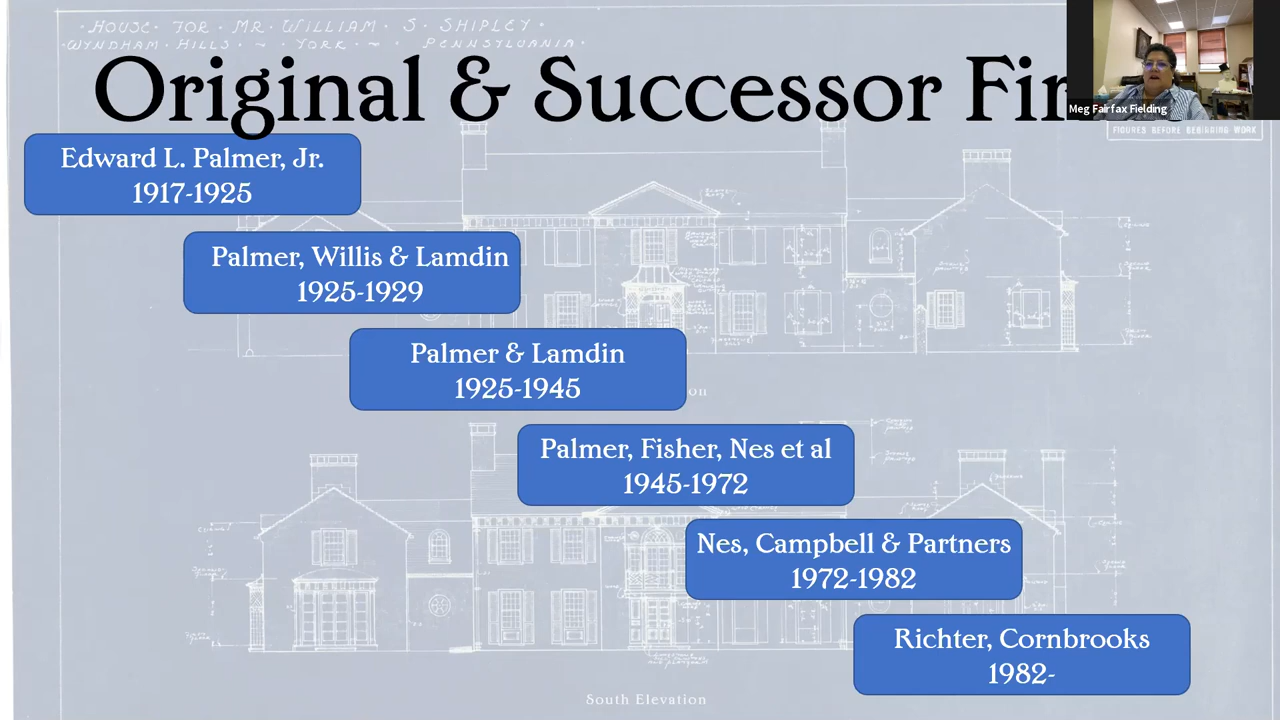 · HOUSE FOR MR. WILLIAM S SHIPLEY ·
· WYNDHAM HILLS ~ · YORK ~ · PENNSYLVANIA ·
Original & Successor Fir
Meg Fairfax Fielding
FIGURES BEFORE BEGINNING WORK
Edward L. Palmer, Jr.
1917-1925
Palmer, Willis & Lamdin
1925-1929
Palmer & Lamdin
1925-1945
on
Palmer, Fisher, Nes et al
1945-1972
Nes, Campbell & Partners
1972-1982
Richter, Cornbrooks
1982-
South Elevation